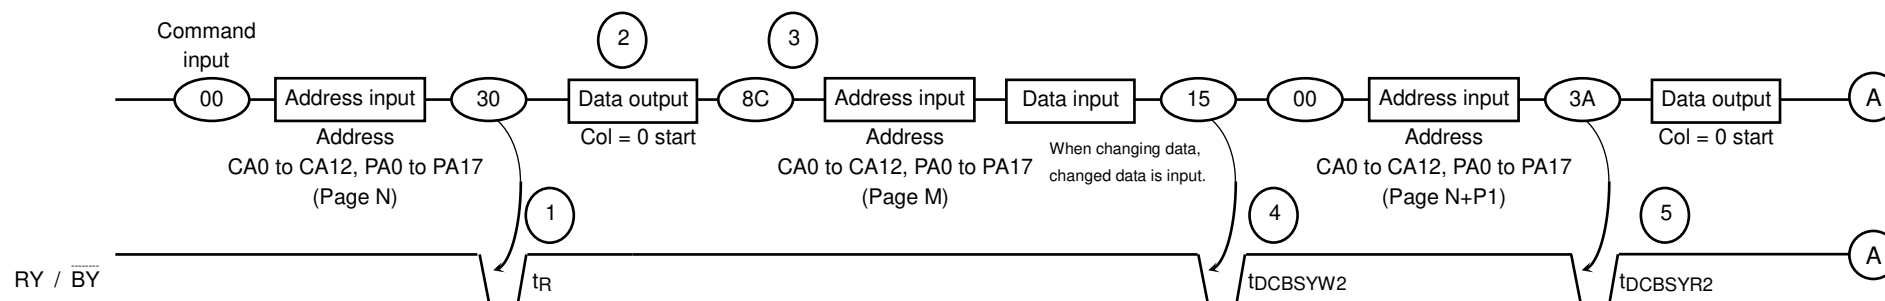 Command
input
2
3
00
Address input
30
Data output
8C
Address input
Data input
15
00
Address input
3A
Data output
A
Address
CA0 to CA12, PA0 to PA17
(Page N)
Col = 0 start
Address
CA0 to CA12, PA0 to PA17
(Page M)
When changing data,
changed data is input.
Address
CA0 to CA12, PA0 to PA17
(Page N+P1)
Col = 0 start
1
4
5
RY / BY
tR
tDCBSYW2
tDCBSYR2
A